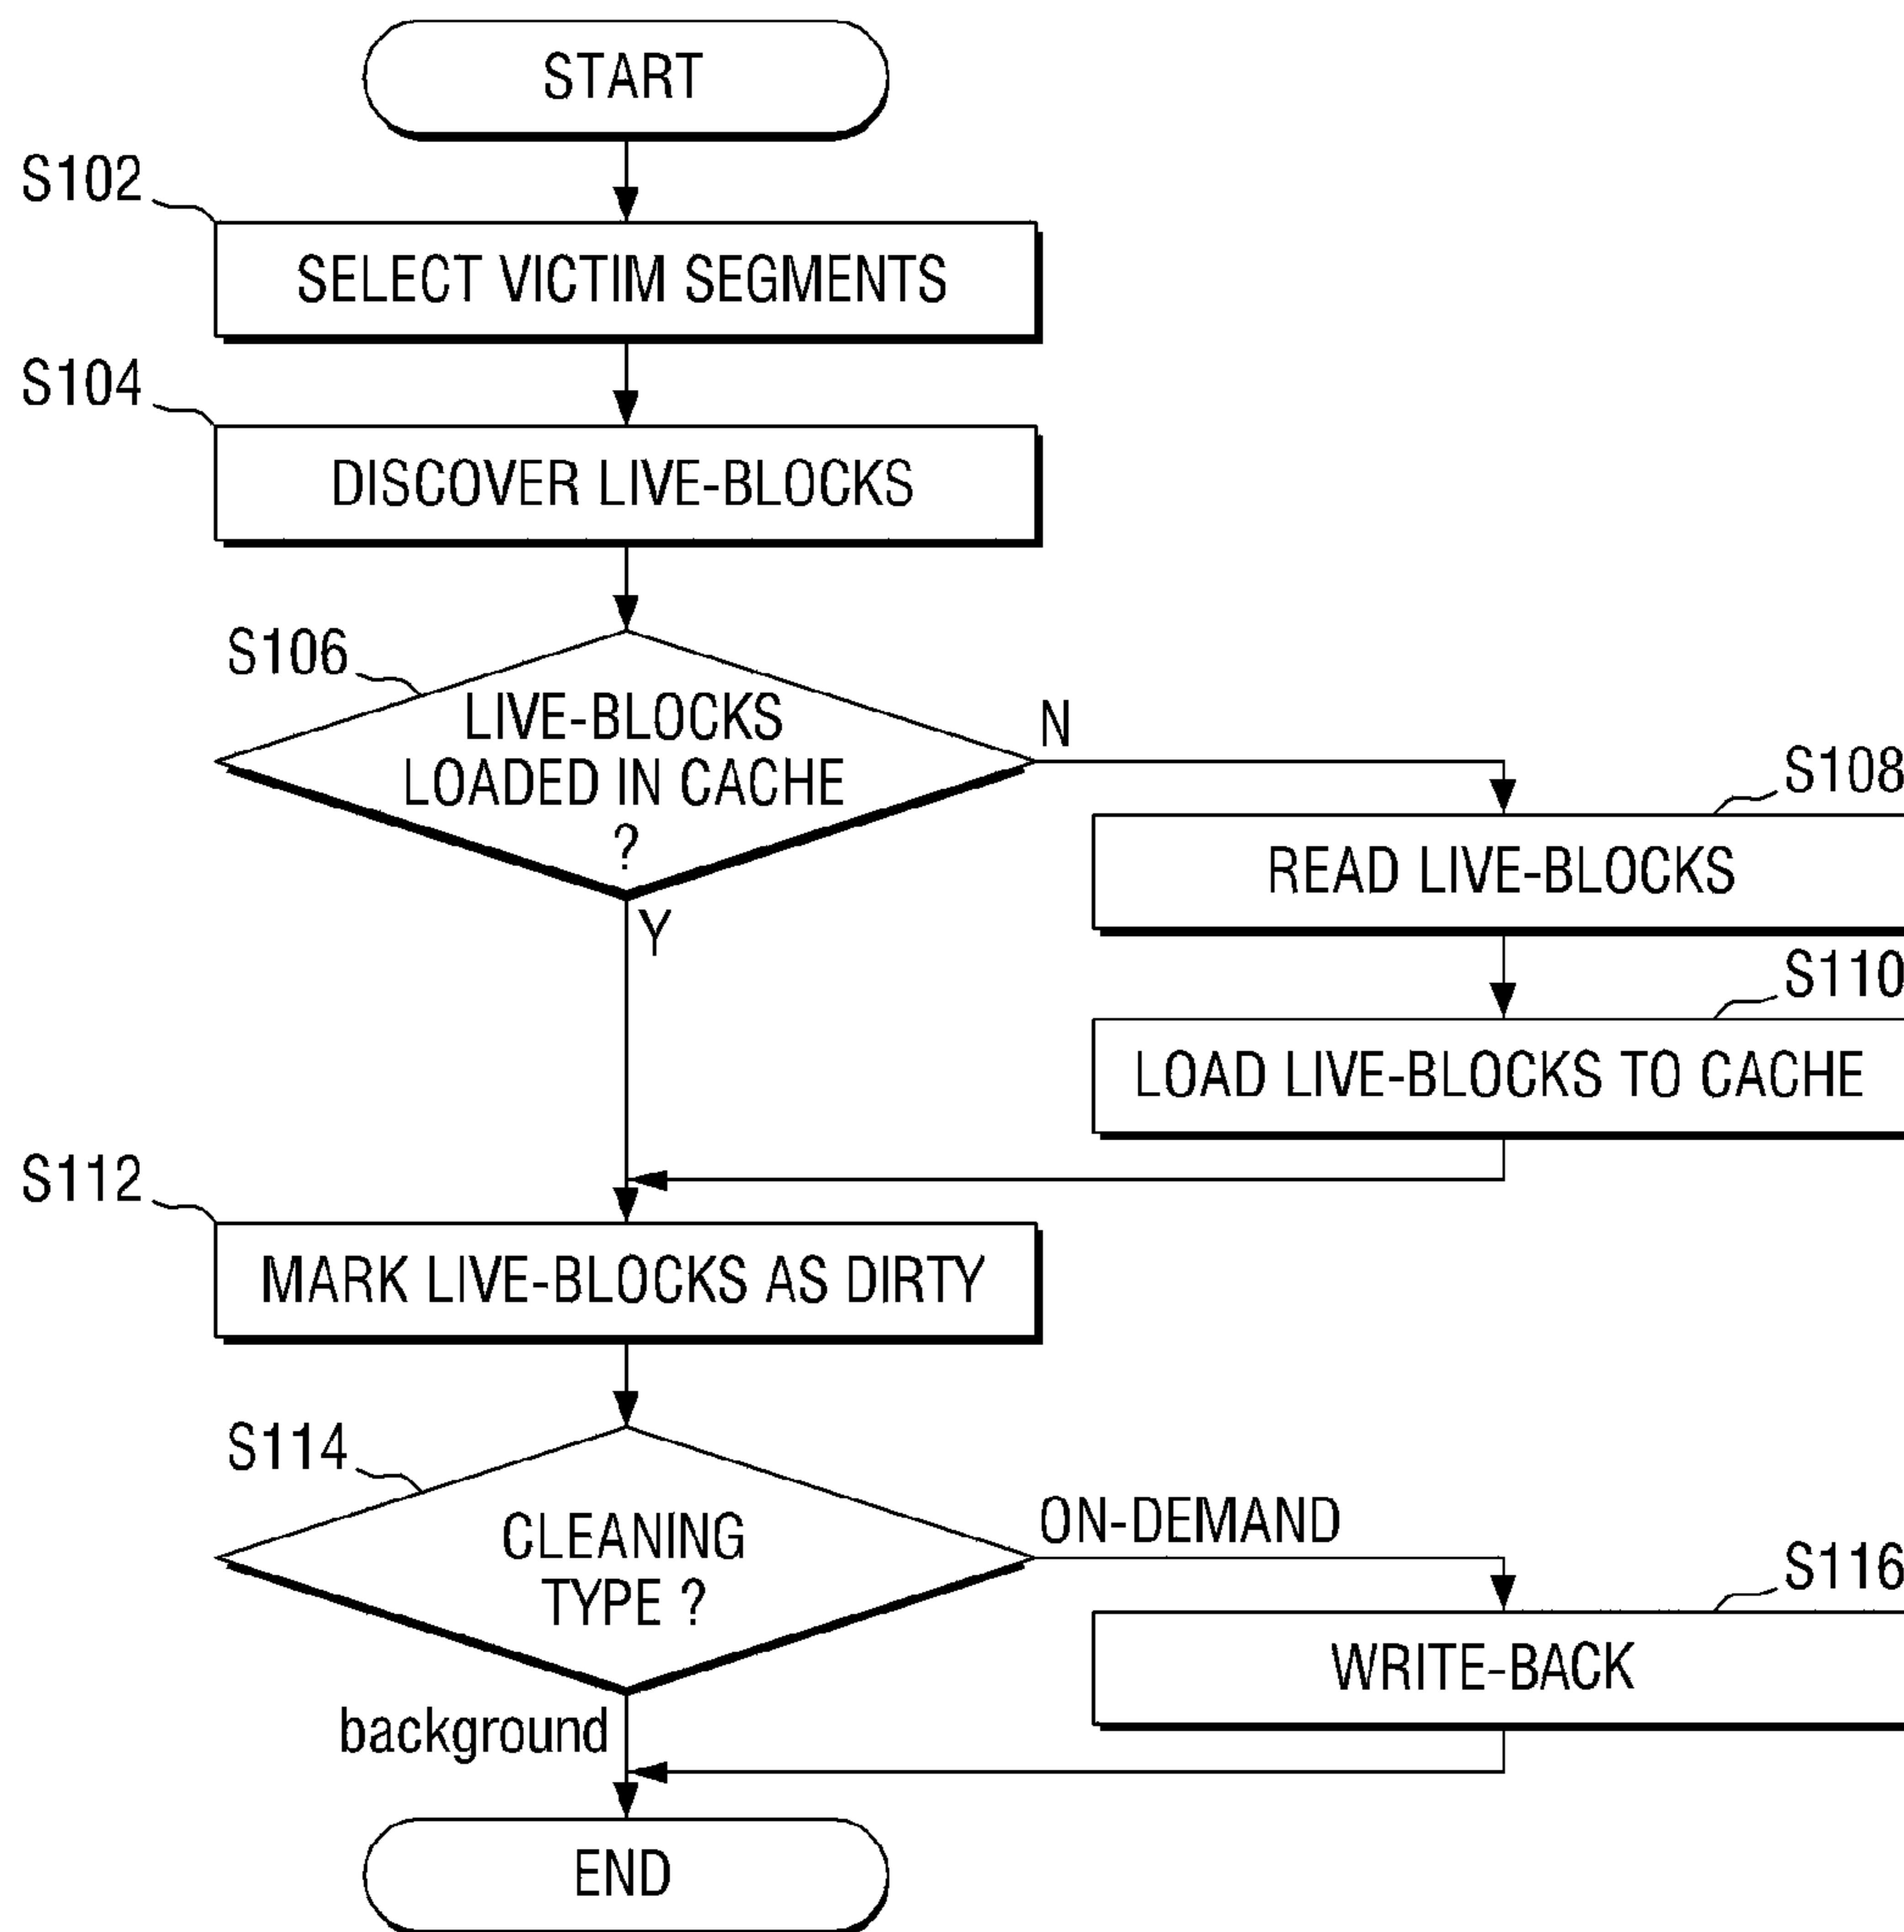 START
S102
SELECT VICTIM SEGMENTS
S104
DISCOVER LIVE-BLOCKS
S106
LIVE-BLOCKS
LOADED IN CACHE
?
N
Y
S108
READ LIVE-BLOCKS
S110
LOAD LIVE-BLOCKS TO CACHE
S112
MARK LIVE-BLOCKS AS DIRTY
S114
CLEANING
TYPE ?
ON-DEMAND
S116
WRITE-BACK
background
END